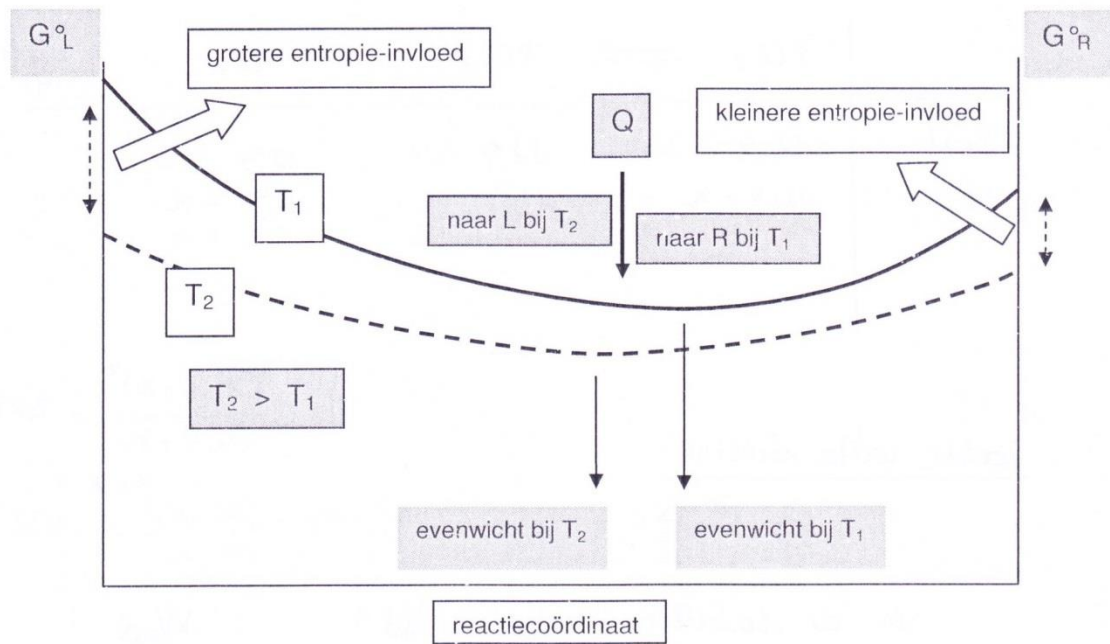 G°L
G°R
grotere entropie-invloed
Q
kleinere entropie-invloed
T₁
naar L bij T₂
naar R bij T₁
T₂
T₂ > T₁
evenwicht bij T₂
evenwicht bij T₁
reactiecoördinaat